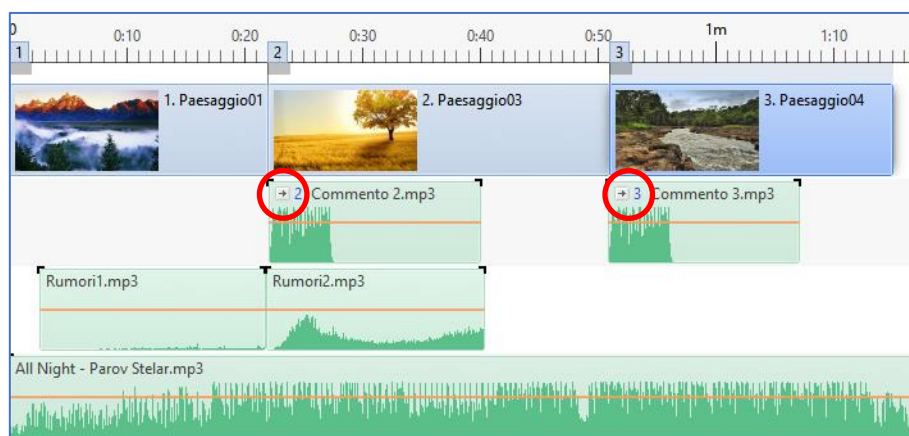 0 0:10 0:20 0:30 0:40 0:50 1m 1:10
1 2 3
1. Paesaggio01 2. Paesaggio03 3. Paesaggio04
2 Commento 2.mp3 3 Commento 3.mp3
Rumori1.mp3 Rumori2.mp3
All Night - Parov Stelar.mp3